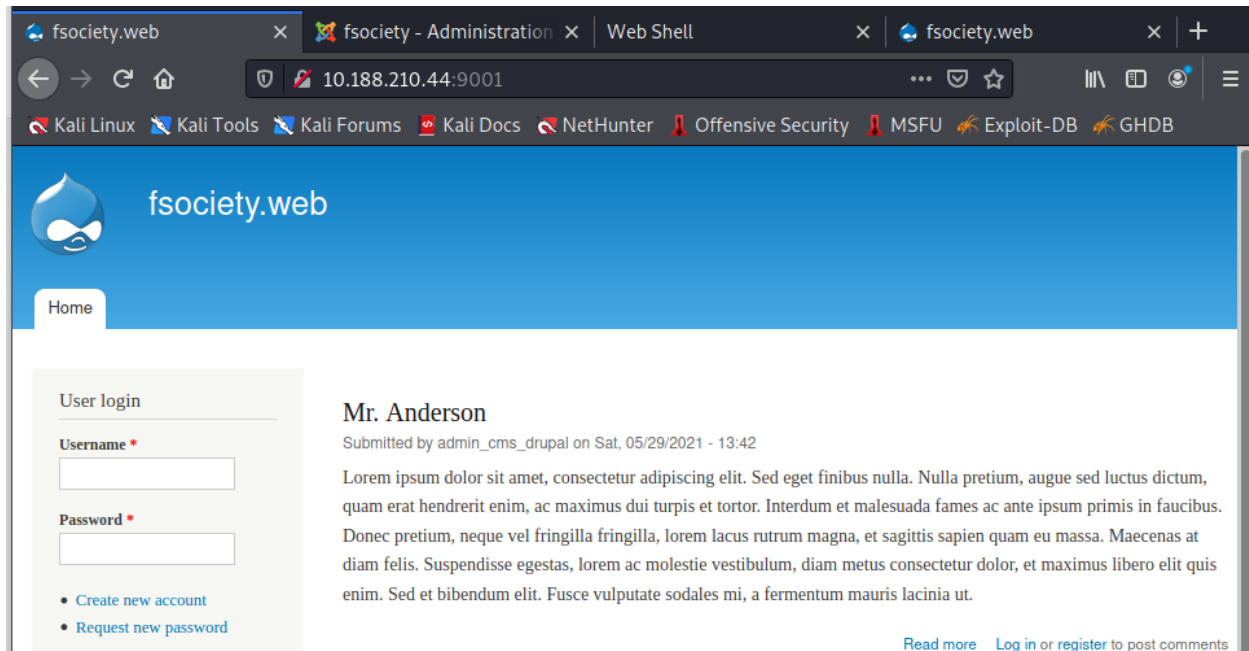 fsociety.web
fsociety - Administration
Web Shell
fsociety.web
10.188.210.44:9001
Kali Linux Kali Tools Kali Forums Kali Docs NetHunter Offensive Security MSFU Exploit-DB GHDB
fsociety.web
Home
User login
Username *
Password *
Create new account
Request new password
Mr. Anderson
Submitted by admin_cms_drupal on Sat, 05/29/2021 - 13:42
Lorem ipsum dolor sit amet, consectetur adipiscing elit. Sed eget finibus nulla. Nulla pretium, augue sed luctus dictum,
quam erat hendrerit enim, ac maximus dui turpis et tortor. Interdum et malesuada fames ac ante ipsum primis in faucibus.
Donec pretium, neque vel fringilla fringilla, lorem lacus rutrum magna, et sagittis sapien quam eu massa. Maecenas at
diam felis. Suspendisse egestas, lorem ac molestie vestibulum, diam metus consectetur dolor, et maximus libero elit quis
enim. Sed et bibendum elit. Fusce vulputate sodales mi, a fermentum mauris lacinia ut.
Read more Log in or register to post comments